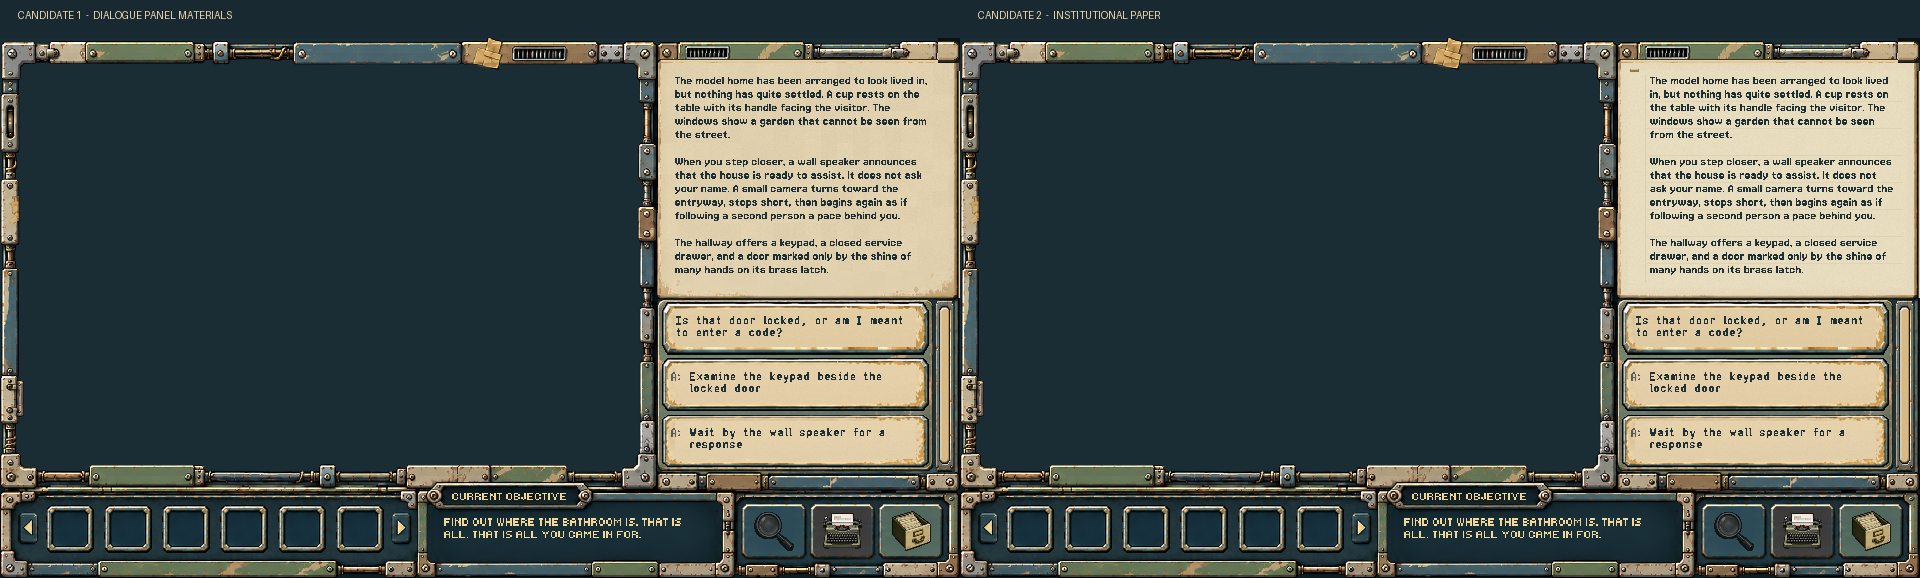 CANDIDATE 1 - DIALOGUE PANEL MATERIALS
The model home has been arranged to look lived in,
but nothing has quite settled. A cup rests on the
table with its handle facing the visitor. The
windows show a garden that cannot be seen from
the street.
When you step closer, a wall speaker announces
that the house is ready to assist. It does not ask
your name. A small camera turns toward the
entryway, stops short, then begins again as if
following a second person a pace behind you.
The hallway offers a keypad, a closed service
drawer, and a door marked only by the shine of
many hands on its brass latch.
Is that door locked, or am I meant
to enter a code?
A: Examine the keypad beside the
locked door
A: Wait by the wall speaker for a
response
CURRENT OBJECTIVE
FIND OUT WHERE THE BATHROOM IS. THAT IS
ALL. THAT IS ALL YOU CAME IN FOR.
CANDIDATE 2 - INSTITUTIONAL PAPER
The model home has been arranged to look lived
in, but nothing has quite settled. A cup rests on
the table with its handle facing the visitor. The
windows show a garden that cannot be seen
from the street.
When you step closer, a wall speaker announces
that the house is ready to assist. It does not
ask your name. A small camera turns toward the
entryway, stops short, then begins again as if
following a second person a pace behind you.
The hallway offers a keypad, a closed service
drawer, and a door marked only by the shine of
many hands on its brass latch.
Is that door locked, or am I meant
to enter a code?
A: Examine the keypad beside the
locked door
A: Wait by the wall speaker for a
response
CURRENT OBJECTIVE
FIND OUT WHERE THE BATHROOM IS. THAT IS
ALL. THAT IS ALL YOU CAME IN FOR.